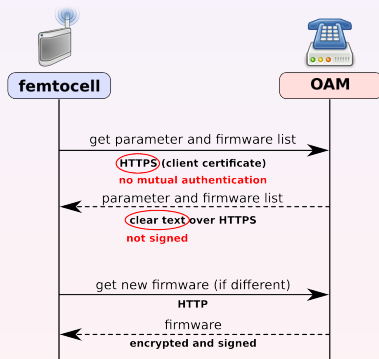 femtocell
OAM
get parameter and firmware list
HTTPS (client certificate)
no mutual authentication
parameter and firmware list
clear text over HTTPS
not signed
get new firmware (if different)
HTTP
firmware
encrypted and signed